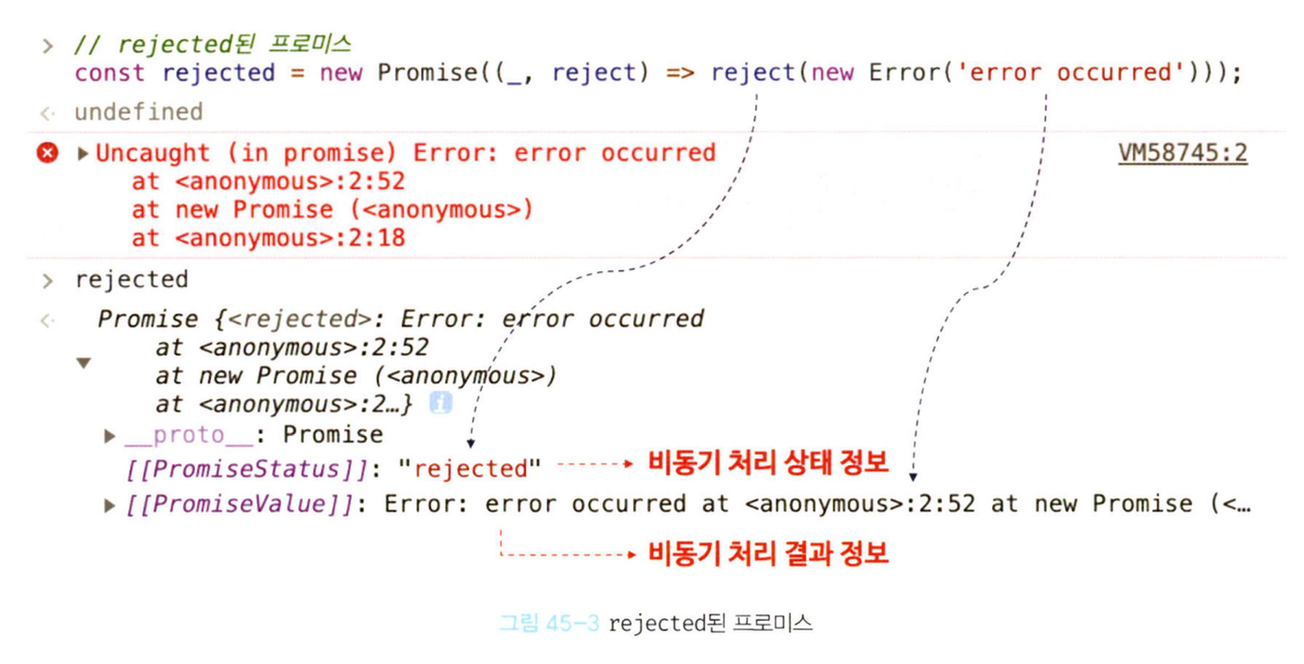 > // rejected된 프로미스
const rejected = new Promise((_, reject) => reject(new Error('error occurred')));
<· undefined
▶Uncaught (in promise) Error: error occurred VM58745:2
at <anonymous>:2:52
at new Promise (<anonymous>)
at <anonymous>:2:18
> rejected
<· Promise {<rejected>: Error: error occurred
at <anonymous>:2:52
▼ at new Promise (<anonymous>)
at <anonymous>:2…} i
▶ __proto__: Promise
[[PromiseStatus]]: "rejected" 비동기 처리 상태 정보
▶ [[PromiseValue]]: Error: error occurred at <anonymous>:2:52 at new Promise (<…
비동기 처리 결과 정보
그림 45-3 rejected된 프로미스